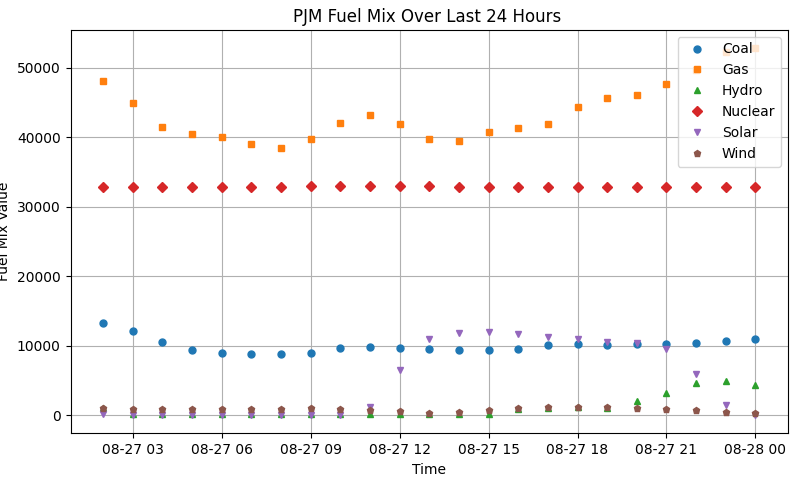 PJM Fuel Mix Over Last 24 Hours
Coal
Gas
Hydro
Nuclear
Solar
Wind
50000
40000
30000
20000
10000
0
Fuel Mix Value
08-27 03 08-27 06 08-27 09 08-27 12 08-27 15 08-27 18 08-27 21 08-28 00
Time